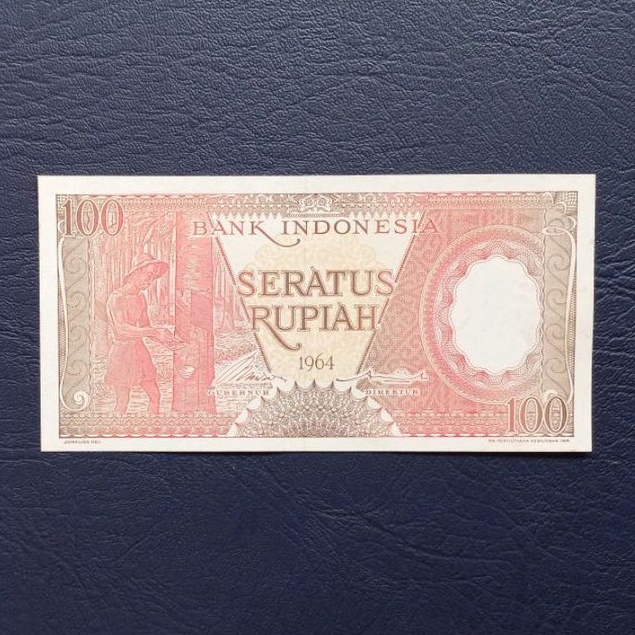 100
BANK INDONESIA
SERATUS
RUPIAH
1964
GUBERNUR DIREKTUR
100